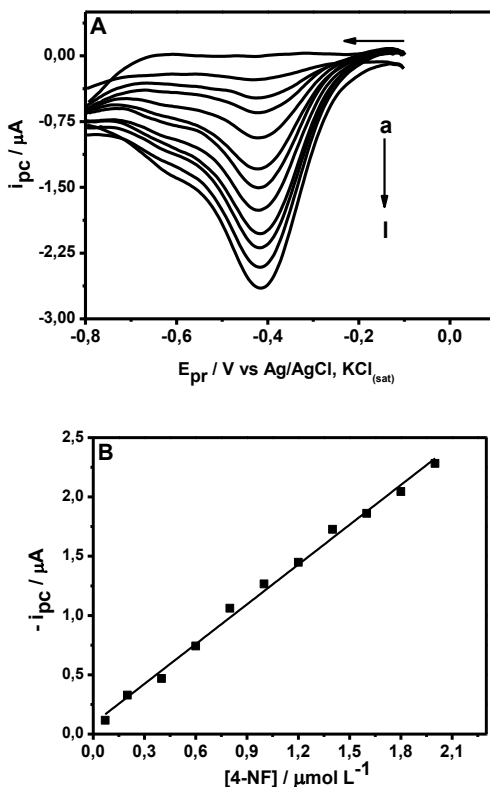 A
0,00
-0,75
-1,50
-2,25
-3,00
i_pc / μA
a
l
-0,8 -0,6 -0,4 -0,2 0,0
E_pr / V vs Ag/AgCl, KCl_(sat)
B
2,5
2,0
1,5
1,0
0,5
0,0
- i_pc / μA
0,0 0,3 0,6 0,9 1,2 1,5 1,8 2,1
[4-NF] / μmol L^-1